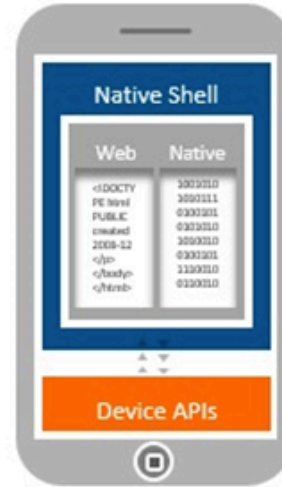 Native Shell
Web
Native
<!DOCTY
PE html
PUBLIC
created
2009-12
</p>
</body>
</html>
1001010
1010111
0100101
0101010
1010010
0100101
1110010
0110010
Device APIs